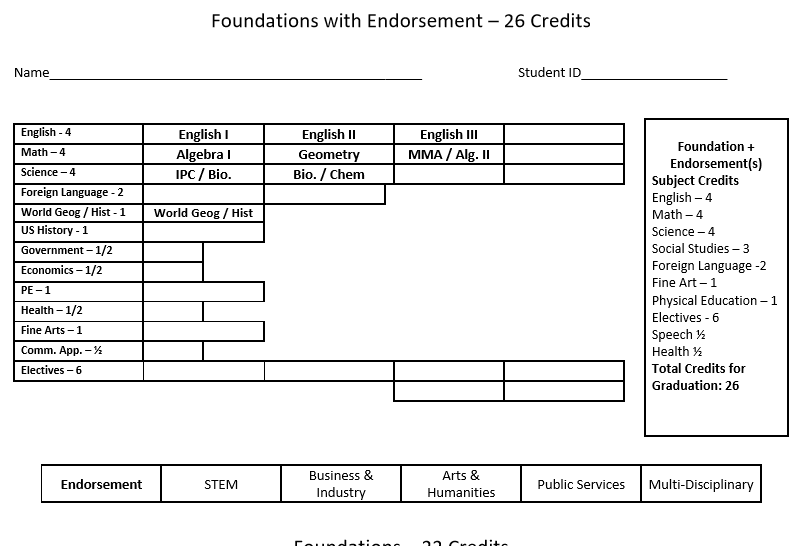 Foundations with Endorsement – 26 Credits
Name Student ID
English - 4 English I English II English III
Math – 4 Algebra I Geometry MMA / Alg. II
Science – 4 IPC / Bio. Bio. / Chem
Foreign Language - 2
World Geog / Hist - 1 World Geog / Hist
US History - 1
Government – 1/2
Economics – 1/2
PE – 1
Health – 1/2
Fine Arts – 1
Comm. App. – ½
Electives – 6
Foundation +
Endorsement(s)
Subject Credits
English – 4
Math – 4
Science – 4
Social Studies – 3
Foreign Language -2
Fine Art – 1
Physical Education – 1
Electives - 6
Speech ½
Health ½
Total Credits for
Graduation: 26
Endorsement STEM Business & Industry Arts & Humanities Public Services Multi-Disciplinary
Foundations – 22 Credits